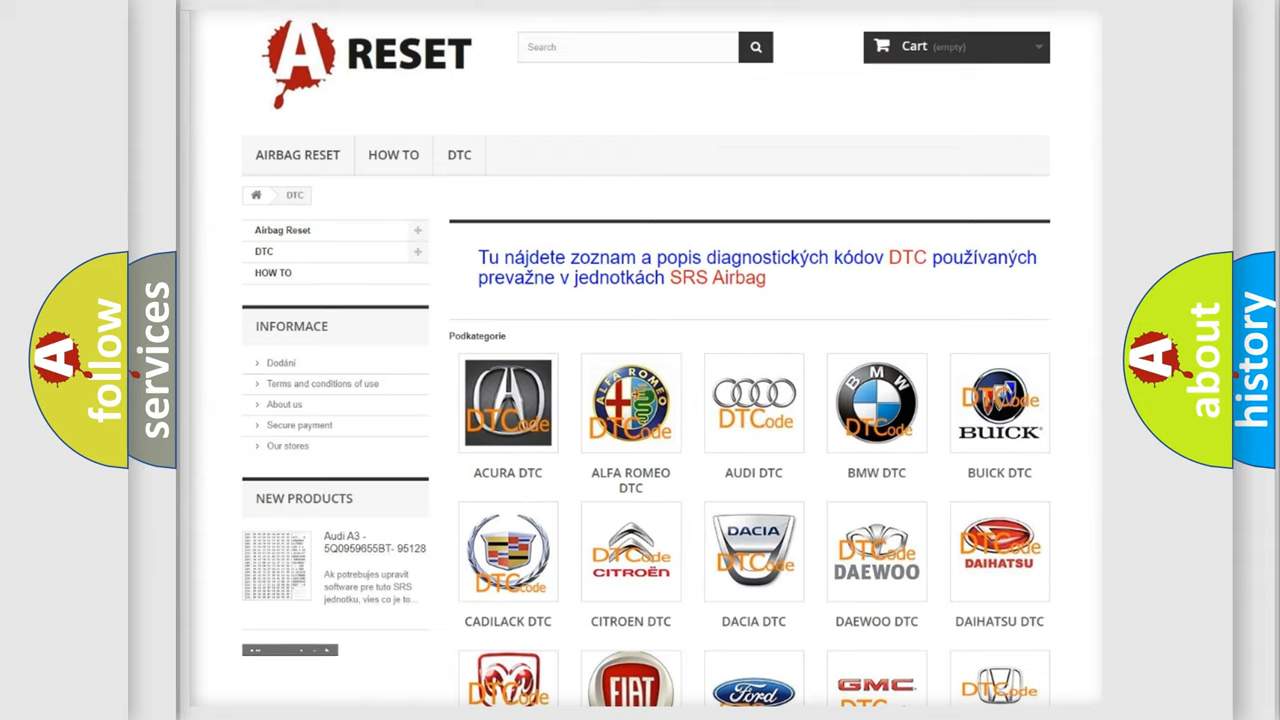 A RESET
Search
Cart (empty)
AIRBAG RESET
HOW TO
DTC
DTC
Airbag Reset
DTC
HOW TO
Tu nájdete zoznam a popis diagnostických kódov DTC používaných
prevažne v jednotkách SRS Airbag
INFORMACE
Dodání
Terms and conditions of use
About us
Secure payment
Our stores
Podkategorie
DTCode
ALFA ROMEO
DTCode
DTCode
BMW
DTCode
DTCode
BUICK
ACURA DTC
ALFA ROMEO
DTC
AUDI DTC
BMW DTC
BUICK DTC
NEW PRODUCTS
Audi A3 -
5Q0959655BT- 95128
Ak potrebujes upravit
software pre tuto SRS
jednotku, vies co je to...
DTCode
DTCode
CITROËN
DACIA
DTCode
DTCode
DAEWOO
DTCode
DAIHATSU
CADILACK DTC
CITROEN DTC
DACIA DTC
DAEWOO DTC
DAIHATSU DTC
DTCode
FIAT
Ford
GMC
DTCode
A follow
services
A about
history